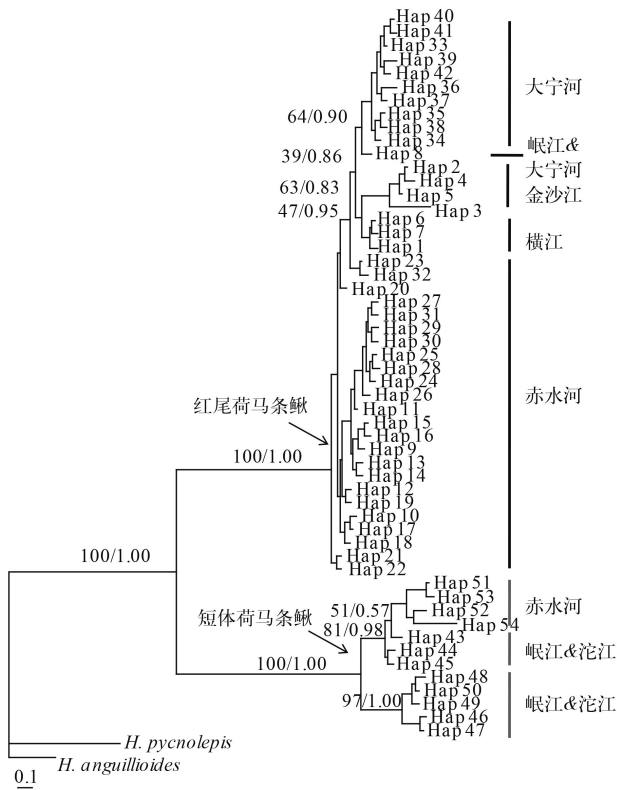 Hap 40
Hap 41
Hap 33
Hap 39
Hap 42
Hap 36
Hap 37
Hap 35
Hap 38
Hap 34
Hap 8
Hap 2
Hap 4
Hap 5
Hap 3
Hap 6
Hap 7
Hap 1
Hap 23
Hap 32
Hap 20
Hap 27
Hap 31
Hap 29
Hap 30
Hap 25
Hap 28
Hap 24
Hap 26
Hap 11
Hap 15
Hap 16
Hap 9
Hap 13
Hap 14
Hap 12
Hap 19
Hap 10
Hap 17
Hap 18
Hap 21
Hap 22
Hap 51
Hap 53
Hap 52
Hap 54
Hap 43
Hap 44
Hap 45
Hap 48
Hap 50
Hap 49
Hap 46
Hap 47
H. pycnolepis
H. anguillioides
0.1
64/0.90
39/0.86
63/0.83
47/0.95
红尾荷马条鳅
100/1.00
100/1.00
短体荷马条鳅
51/0.57
81/0.98
100/1.00
97/1.00
大宁河
岷江&
大宁河
金沙江
横江
赤水河
赤水河
岷江&沱江
岷江&沱江